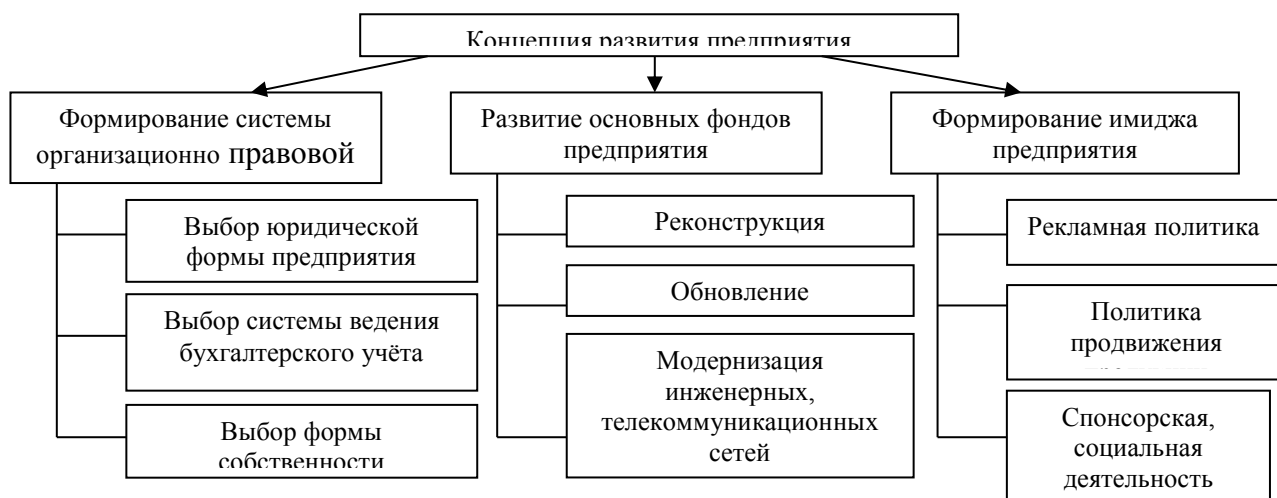 Концепция развития предприятия
Формирование системы
организационно правовой
Выбор юридической
формы предприятия
Выбор системы ведения
бухгалтерского учёта
Выбор формы
собственности
Развитие основных фондов
предприятия
Реконструкция
Обновление
Модернизация
инженерных,
телекоммуникационных
сетей
Формирование имиджа
предприятия
Рекламная политика
Политика
продвижения
Спонсорская,
социальная
деятельность